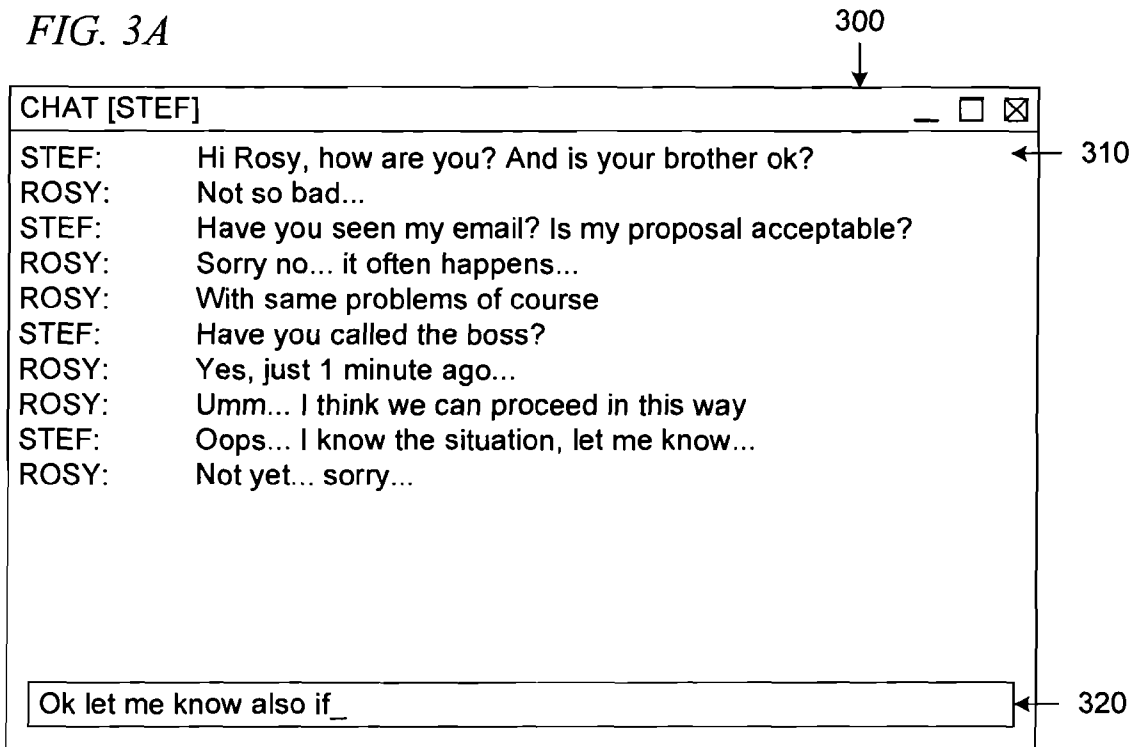 FIG. 3A
300
CHAT [STEF]
STEF: Hi Rosy, how are you? And is your brother ok?
310
ROSY: Not so bad...
STEF: Have you seen my email? Is my proposal acceptable?
ROSY: Sorry no... it often happens...
ROSY: With same problems of course
STEF: Have you called the boss?
ROSY: Yes, just 1 minute ago...
ROSY: Umm... I think we can proceed in this way
STEF: Oops... I know the situation, let me know...
ROSY: Not yet... sorry...
Ok let me know also if_
320